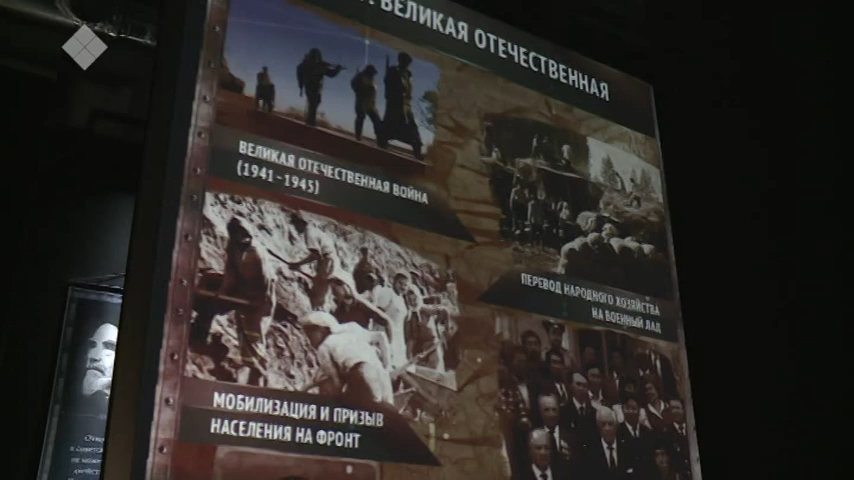 ВЕЛИКАЯ ОТЕЧЕСТВЕННАЯ
ВЕЛИКАЯ ОТЕЧЕСТВЕННАЯ ВОЙНА
(1941-1945)
ПЕРЕВОД НАРОДНОГО ХОЗЯЙСТВА
НА ВОЕННЫЙ ЛАД
МОБИЛИЗАЦИЯ И ПРИЗЫВ
НАСЕЛЕНИЯ НА ФРОНТ